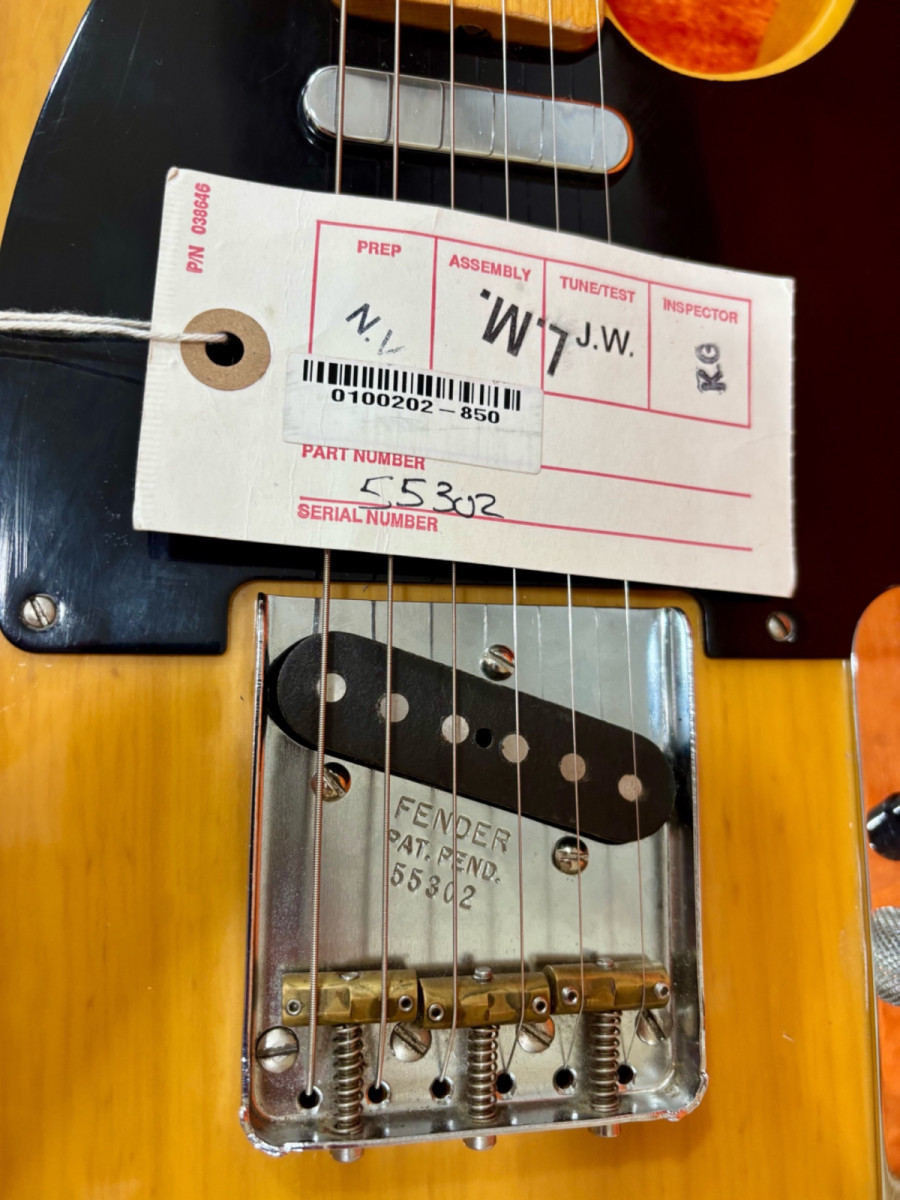 P/N 038646
PREP
ASSEMBLY
TUNE/TEST
INSPECTOR
L.M.
J.W.
RG
0100202-850
PART NUMBER
55302
SERIAL NUMBER
FENDER
PAT. PEND.
55302